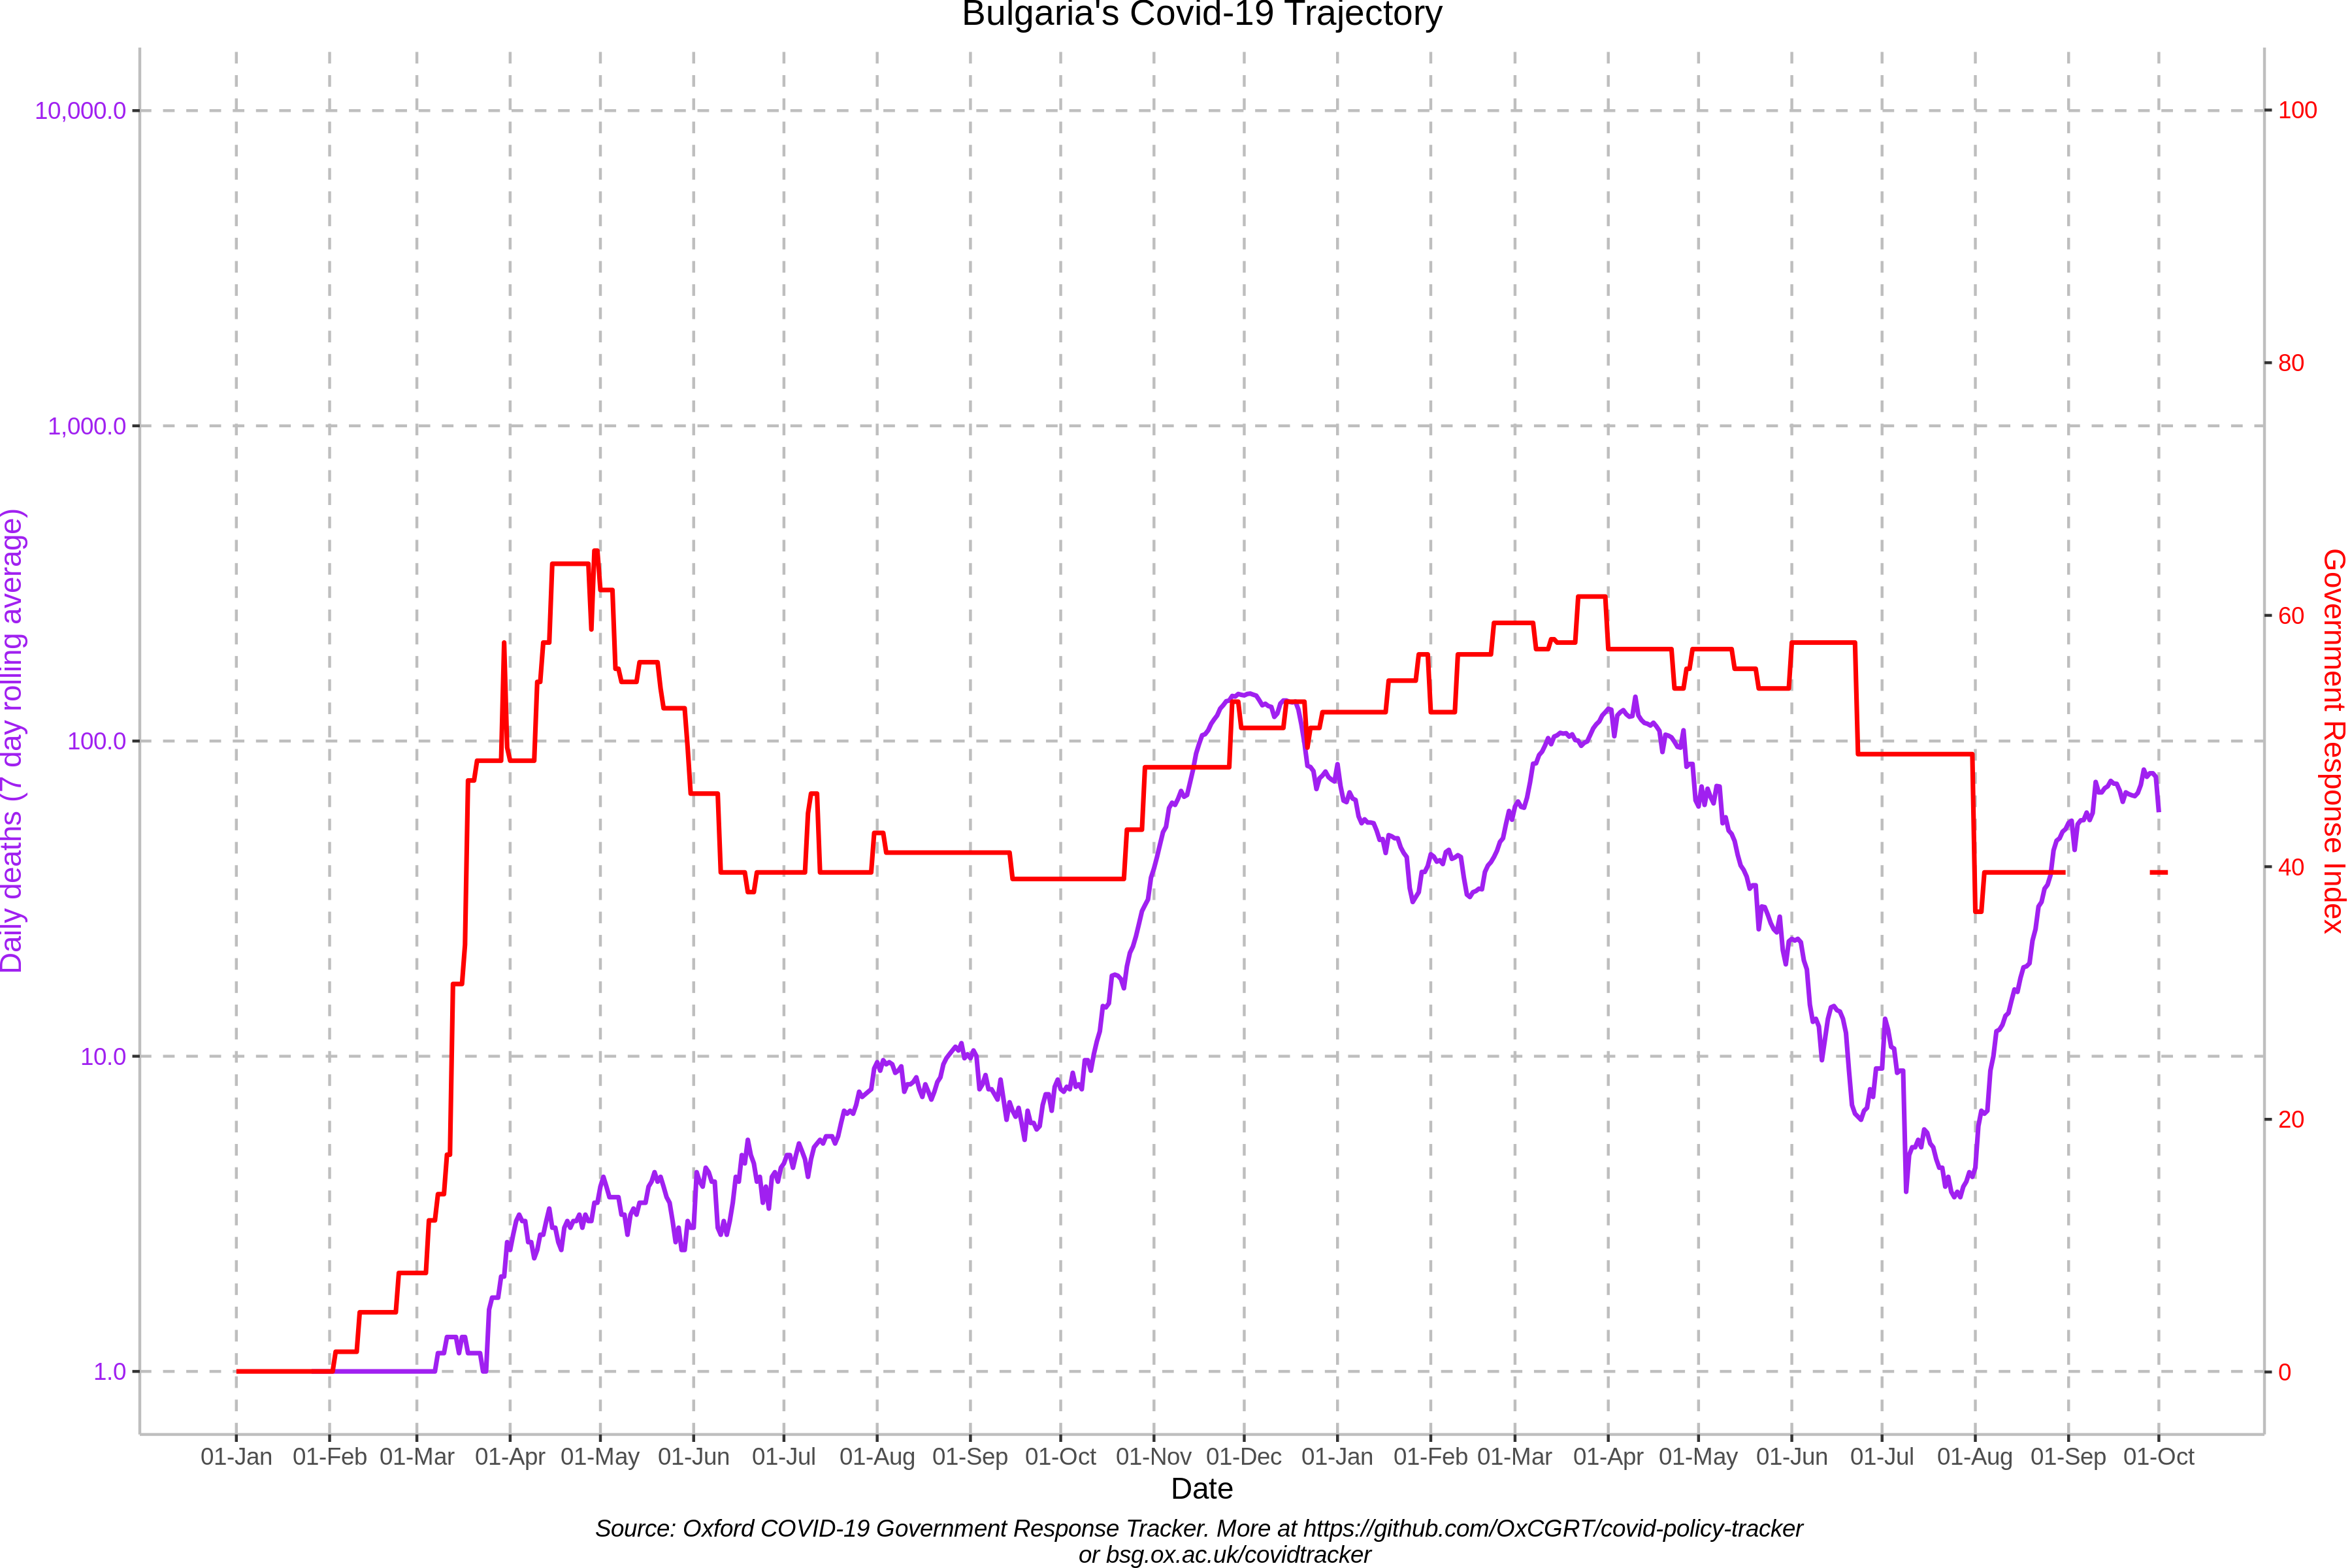 Bulgaria's Covid-19 Trajectory
10,000.0
1,000.0
100.0
10.0
1.0
Daily deaths (7 day rolling average)
100
80
60
40
20
0
Government Response Index
01-Jan 01-Feb 01-Mar 01-Apr 01-May 01-Jun 01-Jul 01-Aug 01-Sep 01-Oct 01-Nov 01-Dec 01-Jan 01-Feb 01-Mar 01-Apr 01-May 01-Jun 01-Jul 01-Aug 01-Sep 01-Oct
Date
Source: Oxford COVID-19 Government Response Tracker. More at https://github.com/OxCGRT/covid-policy-tracker
or bsg.ox.ac.uk/covidtracker